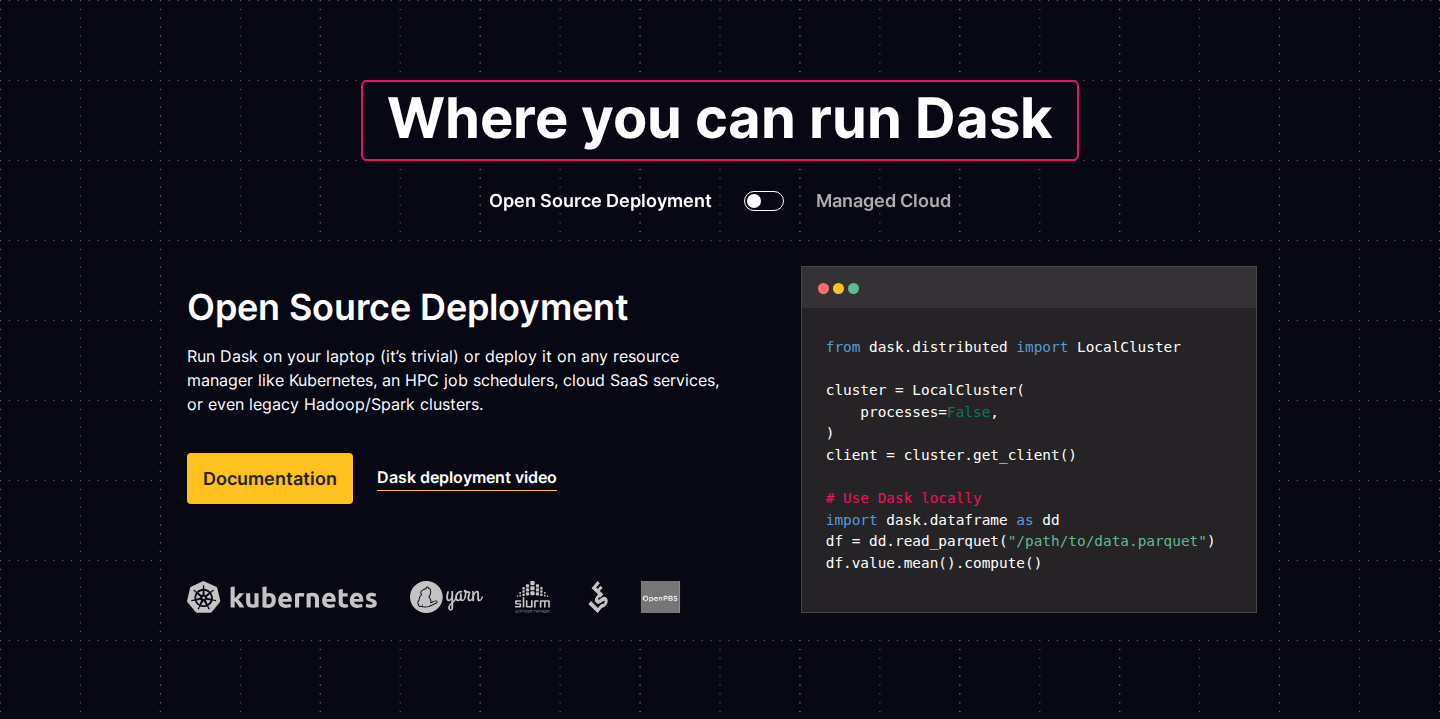 Where you can run Dask
Open Source Deployment
Managed Cloud
Open Source Deployment
Run Dask on your laptop (it’s trivial) or deploy it on any resource
manager like Kubernetes, an HPC job schedulers, cloud SaaS services,
or even legacy Hadoop/Spark clusters.
Documentation
Dask deployment video
kubernetes
yarn
slurm
workload manager
OpenPBS
from dask.distributed import LocalCluster
cluster = LocalCluster(
    processes=False,
)
client = cluster.get_client()
# Use Dask locally
import dask.dataframe as dd
df = dd.read_parquet("/path/to/data.parquet")
df.value.mean().compute()